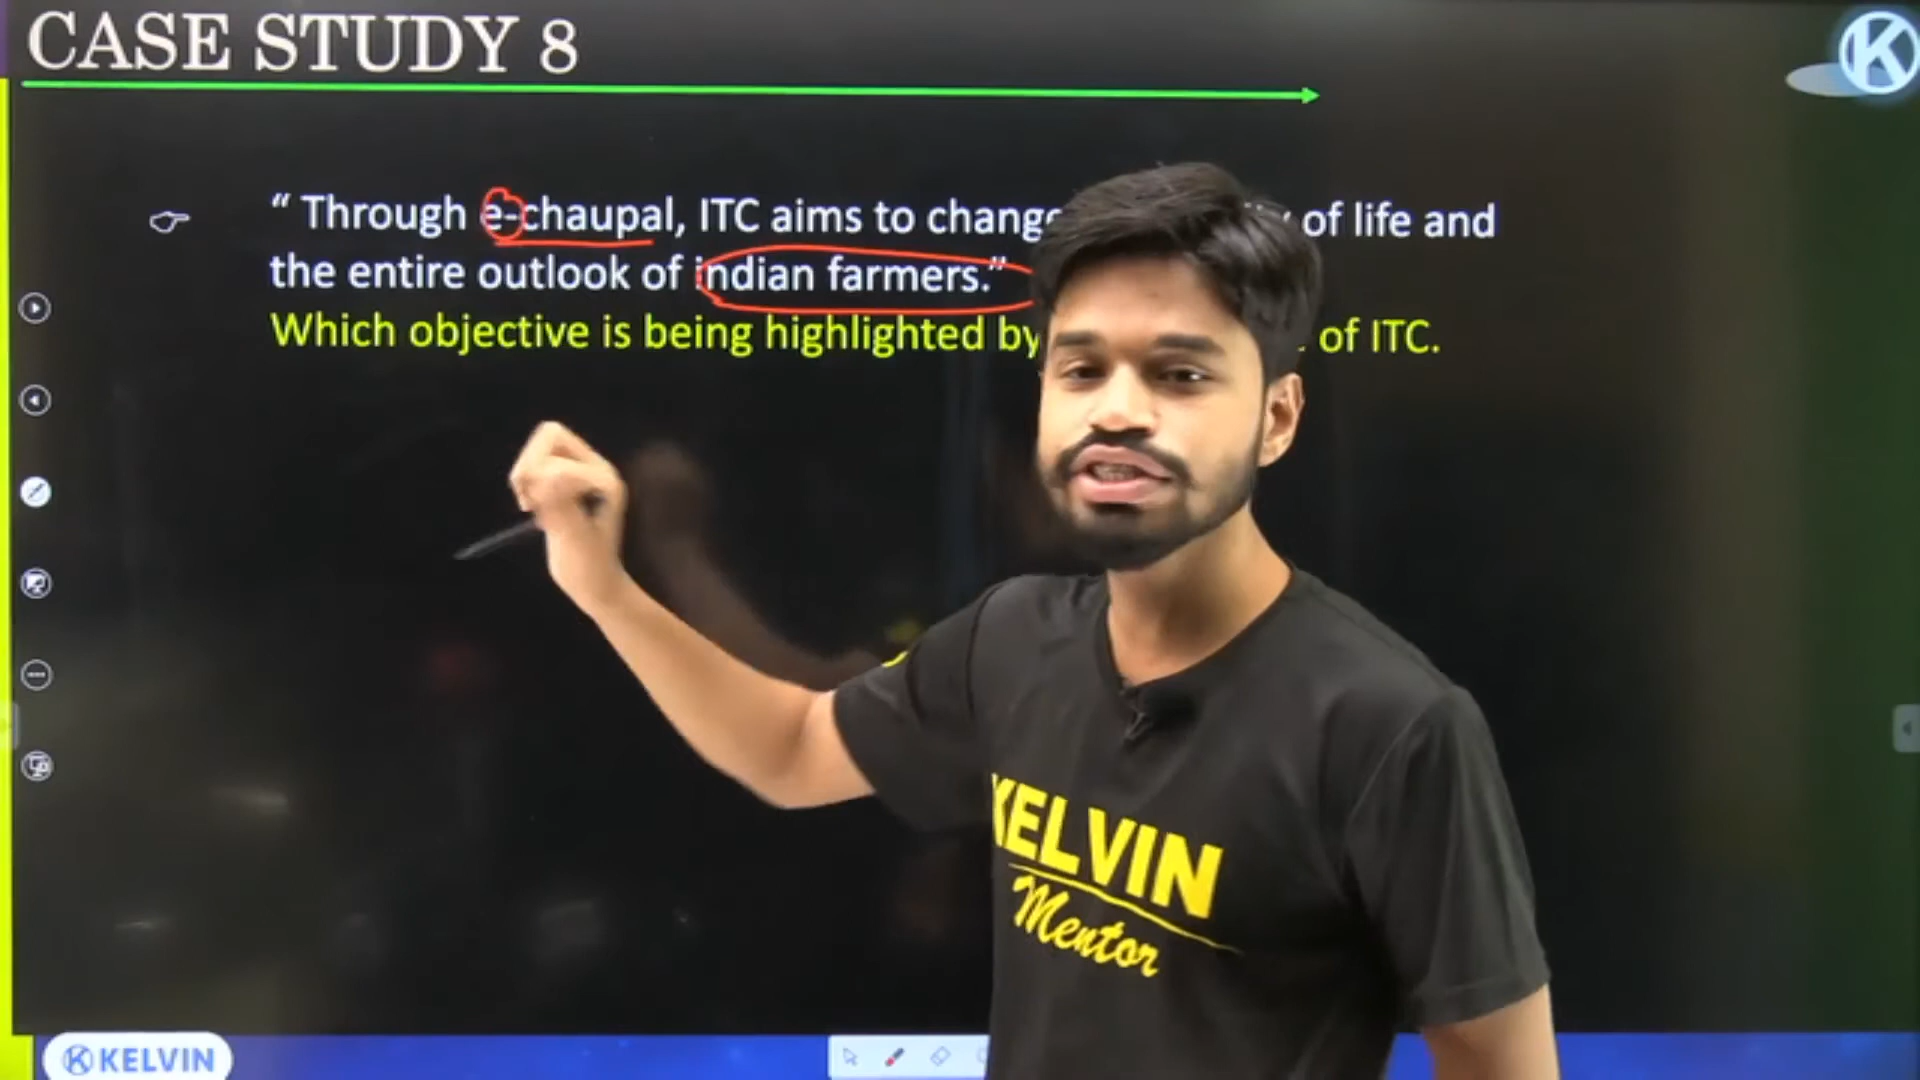 CASE STUDY 8
“ Through e-chaupal, ITC aims to change of life and
the entire outlook of indian farmers.”
Which objective is being highlighted by of ITC.
KELVIN
Mentor
KELVIN